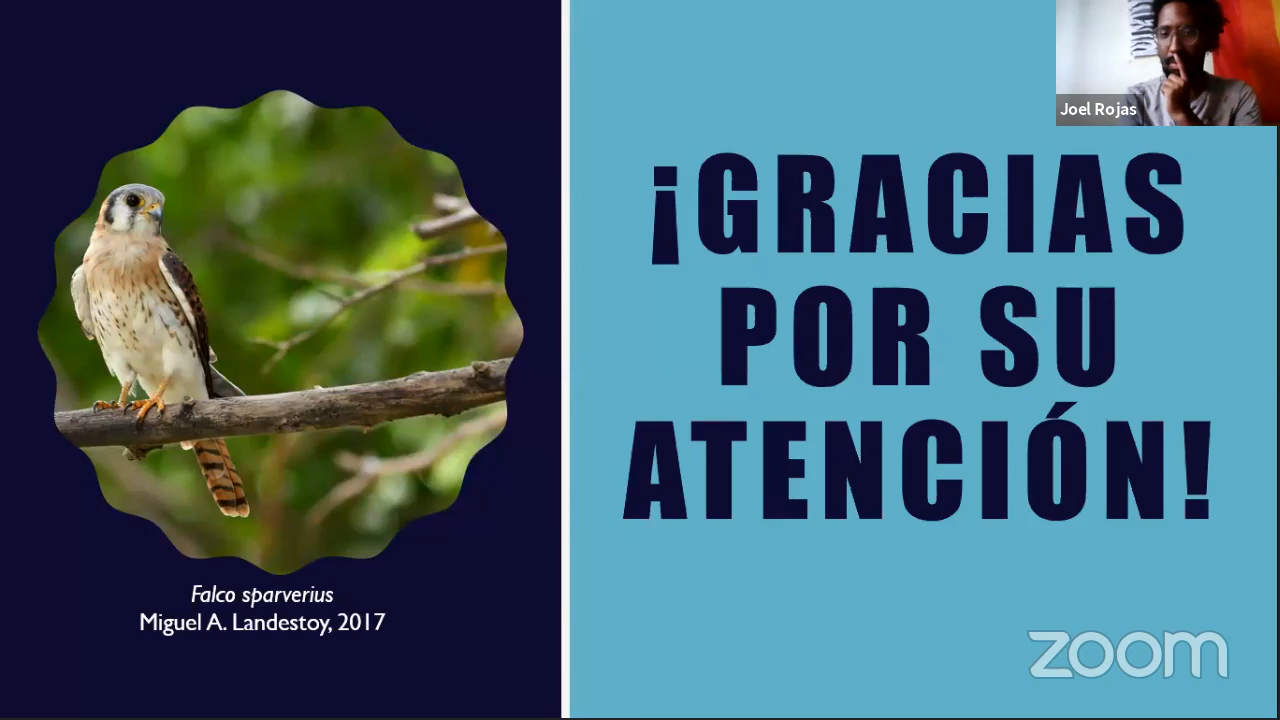 Joel Rojas
¡GRACIAS
POR SU
ATENCIÓN!
Falco sparverius
Miguel A. Landestoy, 2017
zoom